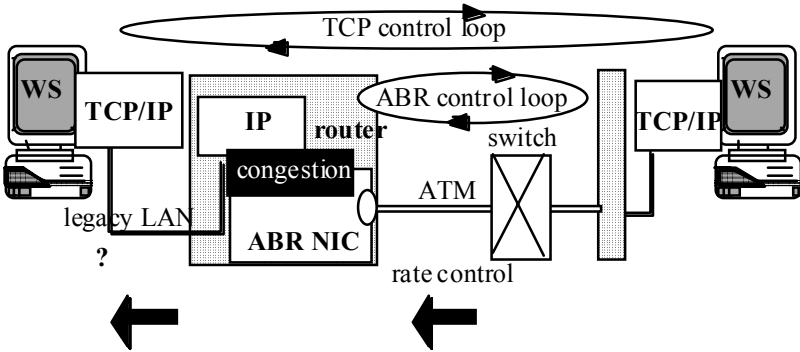 TCP control loop
WS
TCP/IP
IP
router
ABR control loop
TCP/IP
WS
switch
congestion
ATM
legacy LAN
ABR NIC
?
rate control